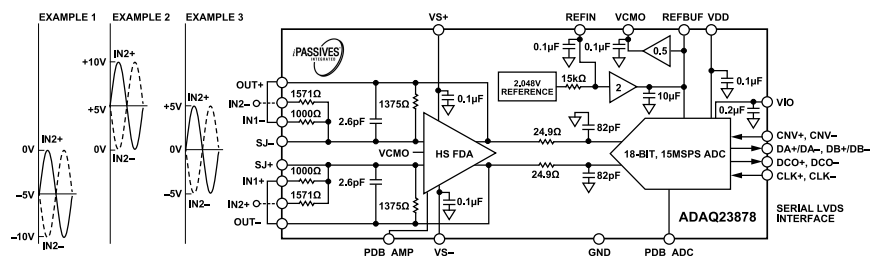 EXAMPLE 1 EXAMPLE 2 EXAMPLE 3
IN2+
+10V
+5V
0V
IN2–
IN2+
0V
–5V
–10V
IN2–
IN2+
+5V
0V
–5V
IN2–
iPASSIVES
INTEGRATED
VS+
REFIN
VCMO
REFBUF
VDD
0.1µF
0.1µF
0.5
2.048V
REFERENCE
15kΩ
2
10µF
0.1µF
0.2µF
VIO
OUT+
1571Ω
IN2–
1000Ω
IN1–
SJ–
2.6pF
1375Ω
0.1µF
VCMO
HS FDA
24.9Ω
82pF
24.9Ω
82pF
18-BIT, 15MSPS ADC
CNV+, CNV–
DA+/DA–, DB+/DB–
DCO+, DCO–
CLK+, CLK–
SJ+
1000Ω
IN1+
IN2+
1571Ω
OUT–
2.6pF
1375Ω
0.1µF
ADAQ23878
SERIAL LVDS
INTERFACE
PDB_AMP
VS–
GND
PDB_ADC